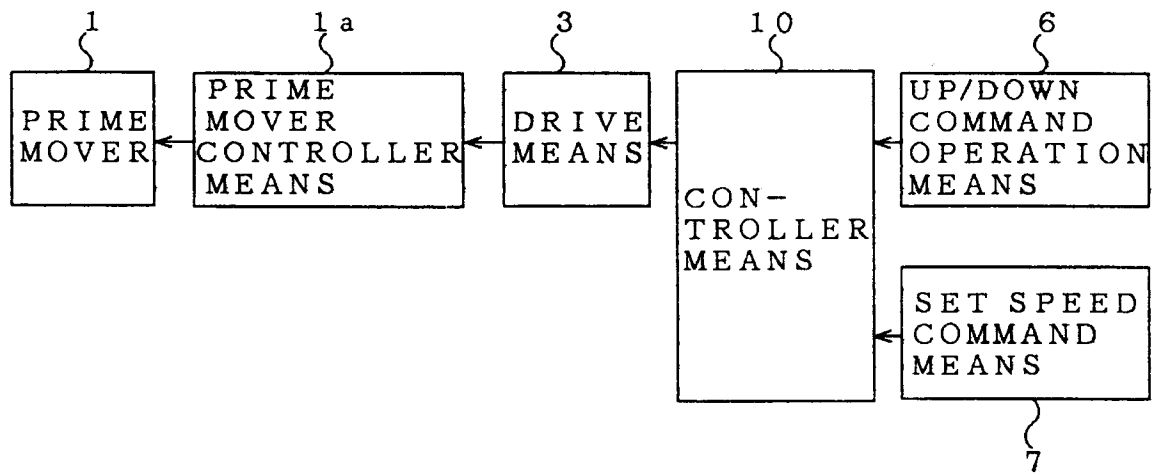 1
1a
3
10
6
PRIME
MOVER
PRIME
MOVER
CONTROLLER
MEANS
DRIVE
MEANS
CON-
TROLLER
MEANS
UP/DOWN
COMMAND
OPERATION
MEANS
SET SPEED
COMMAND
MEANS
7